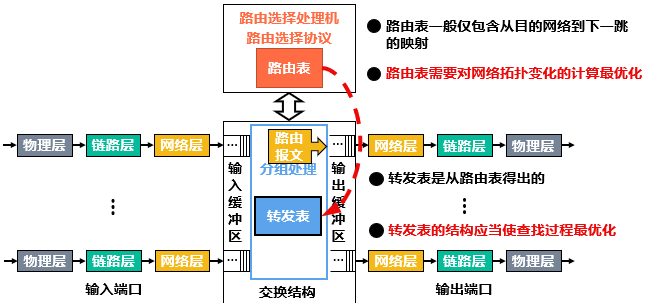 路由选择处理机
路由选择协议
路由表
路由表一般仅包含从目的网络到下一跳
的映射
路由表需要对网络拓扑变化的计算最优化
物理层
链路层
网络层
...
路由
报文
...
网络层
链路层
物理层
分组处理
输入缓冲区
输出缓冲区
转发表是从路由表得出的
转发表
转发表的结构应当使查找过程最优化
物理层
链路层
网络层
...
...
网络层
链路层
物理层
输入端口
交换结构
输出端口